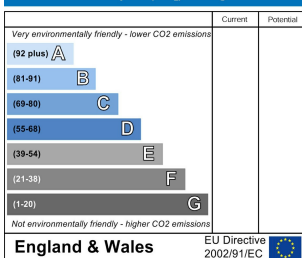 Current Potential
Very environmentally friendly - lower CO2 emissions
(92 plus) A
(81-91) B
(69-80) C
(55-68) D
(39-54) E
(21-38) F
(1-20) G
Not environmentally friendly - higher CO2 emissions
England & Wales
EU Directive
2002/91/EC